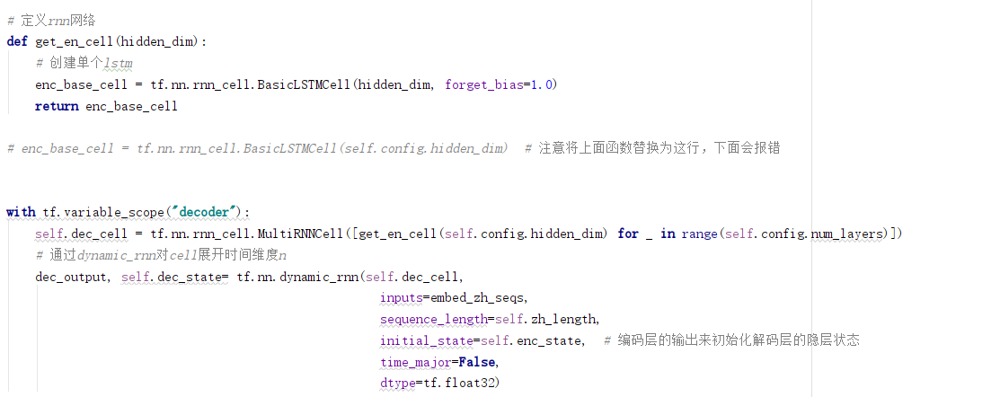 # 定义rnn网络
def get_en_cell(hidden_dim):
    # 创建单个lstm
    enc_base_cell = tf.nn.rnn_cell.BasicLSTMCell(hidden_dim, forget_bias=1.0)
    return enc_base_cell
# enc_base_cell = tf.nn.rnn_cell.BasicLSTMCell(self.config.hidden_dim)  # 注意将上面函数替换为这行，下面会报错
with tf.variable_scope("decoder"):
    self.dec_cell = tf.nn.rnn_cell.MultiRNNCell([get_en_cell(self.config.hidden_dim) for _ in range(self.config.num_layers)])
    # 通过dynamic_rnn对cell展开时间维度n
    dec_output, self.dec_state= tf.nn.dynamic_rnn(self.dec_cell,
                                                  inputs=embed_zh_seqs,
                                                  sequence_length=self.zh_length,
                                                  initial_state=self.enc_state,  # 编码层的输出来初始化解码层的隐层状态
                                                  time_major=False,
                                                  dtype=tf.float32)